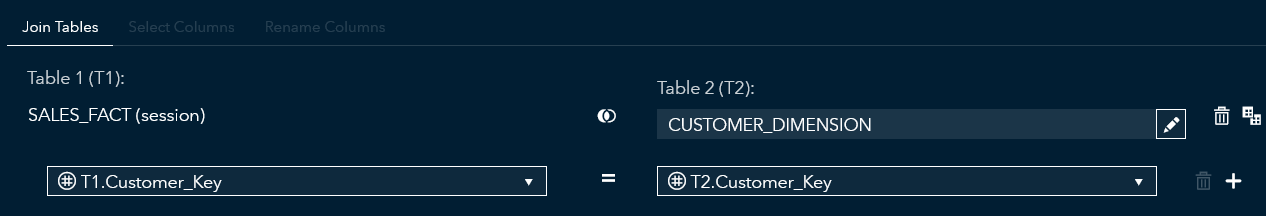 Join Tables Select Columns Rename Columns
Table 1 (T1):
Table 2 (T2):
SALES_FACT (session)
CUSTOMER_DIMENSION
T1.Customer_Key = T2.Customer_Key